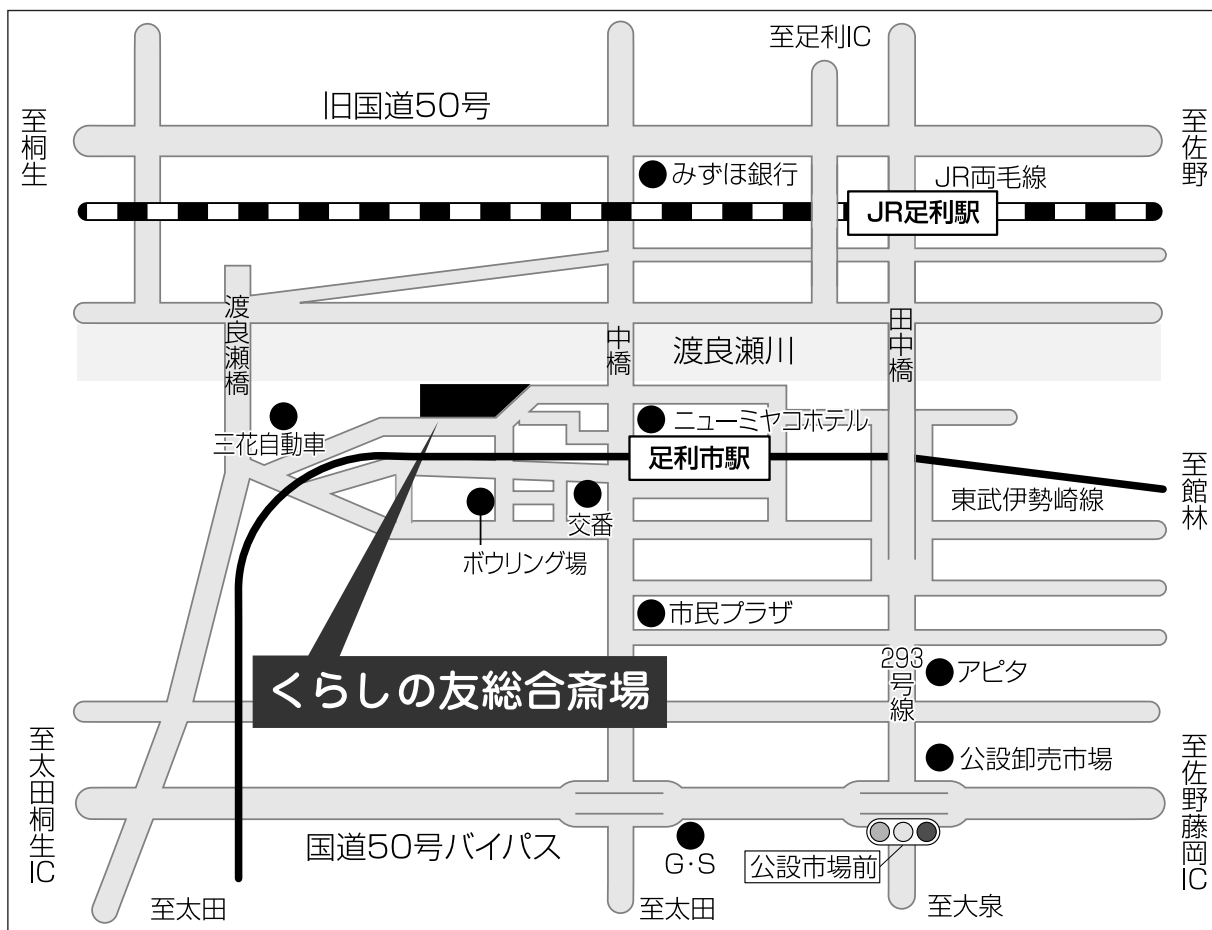 至足利IC
旧国道50号
至桐生
至佐野
みずほ銀行
JR両毛線
JR足利駅
渡良瀬橋
中橋
渡良瀬川
田中橋
三花自動車
ニューミヤコホテル
足利市駅
至館林
東武伊勢崎線
交番
ボウリング場
市民プラザ
くらしの友総合斎場
293号線
アピタ
至太田桐生IC
公設卸売市場
至佐野藤岡IC
国道50号バイパス
G・S
公設市場前
至太田
至太田
至大泉